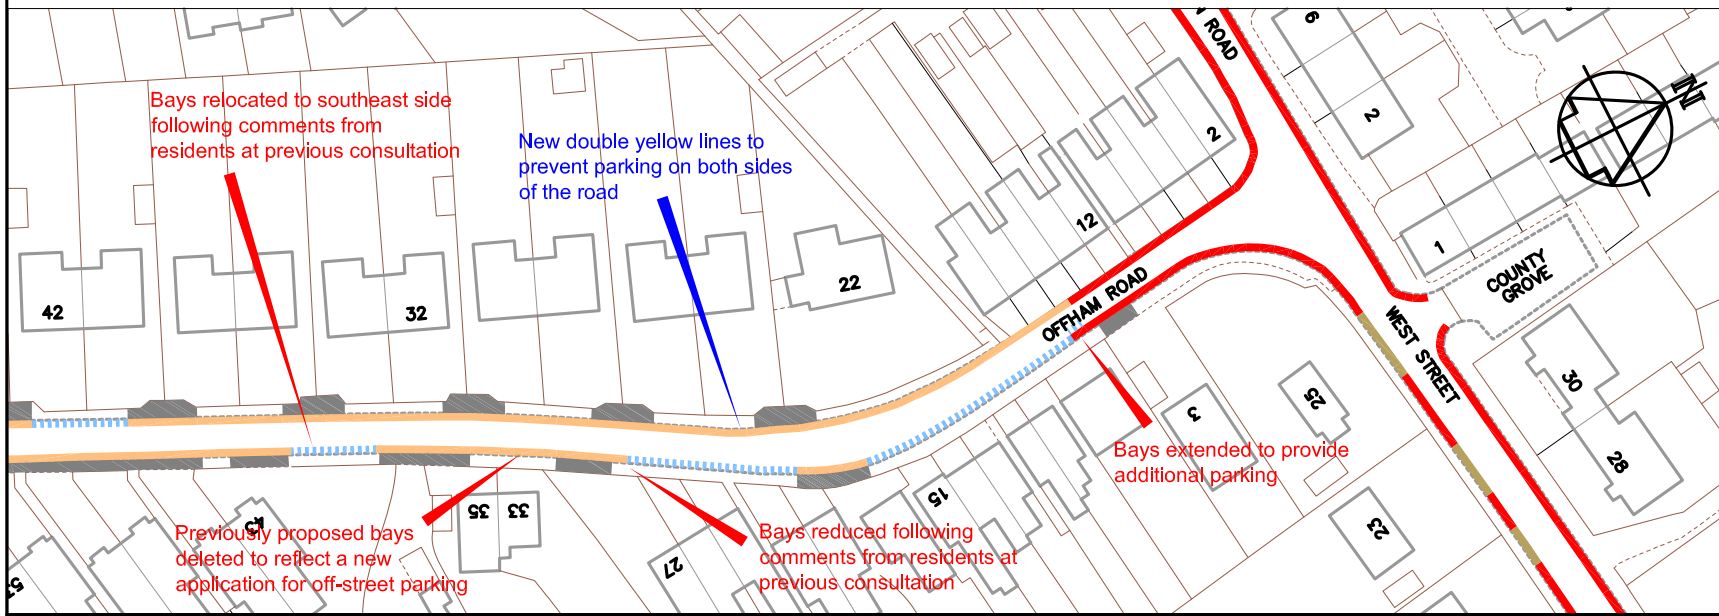 Bays relocated to southeast side
following comments from
residents at previous consultation
New double yellow lines to
prevent parking on both sides
of the road
N ROAD
6
2
2
N
12
1
COUNTY
GROVE
42
32
22
OFFHAM ROAD
WEST STREET
30
28
3
25
23
Bays extended to provide
additional parking
15
43
35
33
27
Previously proposed bays
deleted to reflect a new
application for off-street parking
Bays reduced following
comments from residents at
previous consultation